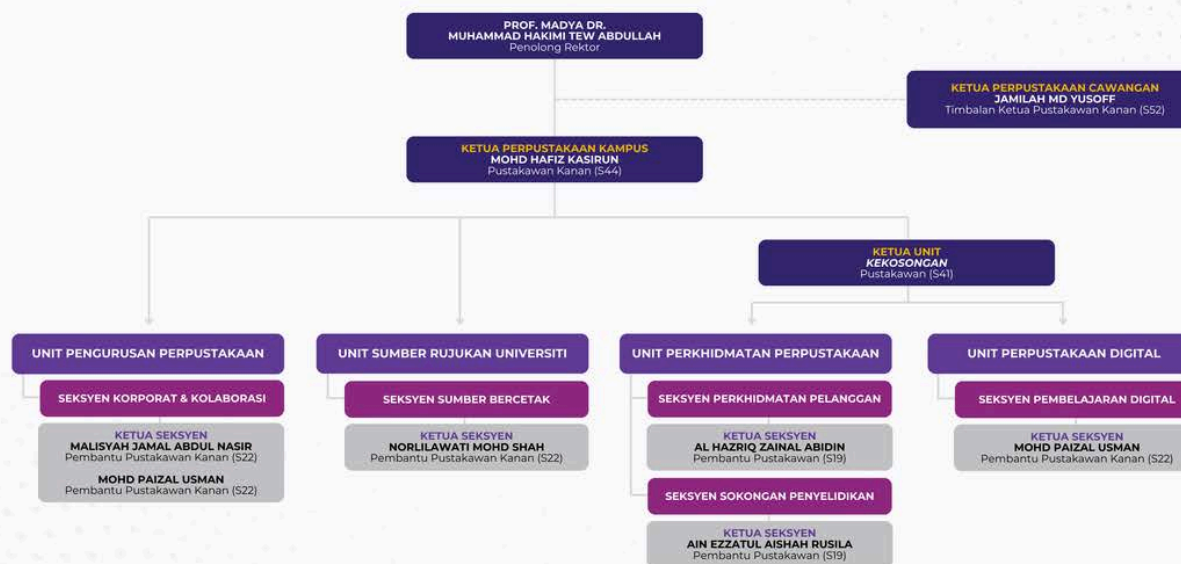 PROF. MADYA DR.
MUHAMMAD HAKIMI TEW ABDULLAH
Penolong Rektor
KETUA PERPUSTAKAAN CAWANGAN
JAMILAH MD YUSOFF
Timbalan Ketua Pustakawan Kanan (S52)
KETUA PERPUSTAKAAN KAMPUS
MOHD HAFIZ KASIRUN
Pustakawan Kanan (S44)
KETUA UNIT
KEKOSONGAN
Pustakawan (S41)
UNIT PENGURUSAN PERPUSTAKAAN
SEKSYEN KORPORAT & KOLABORASI
KETUA SEKSYEN
MALISYAH JAMAL ABDUL NASIR
Pembantu Pustakawan Kanan (S22)
MOHD PAIZAL USMAN
Pembantu Pustakawan Kanan (S22)
UNIT SUMBER RUJUKAN UNIVERSITI
SEKSYEN SUMBER BERCETAK
KETUA SEKSYEN
NORLILAWATI MOHD SHAH
Pembantu Pustakawan Kanan (S22)
UNIT PERKHIDMATAN PERPUSTAKAAN
SEKSYEN PERKHIDMATAN PELANGGAN
KETUA SEKSYEN
AL HAZRIQ ZAINAL ABIDIN
Pembantu Pustakawan (S19)
SEKSYEN SOKONGAN PENYELIDIKAN
KETUA SEKSYEN
AIN EZZATUL AISHAH RUSILA
Pembantu Pustakawan (S19)
UNIT PERPUSTAKAAN DIGITAL
SEKSYEN PEMBELAJARAN DIGITAL
KETUA SEKSYEN
MOHD PAIZAL USMAN
Pembantu Pustakawan Kanan (S22)